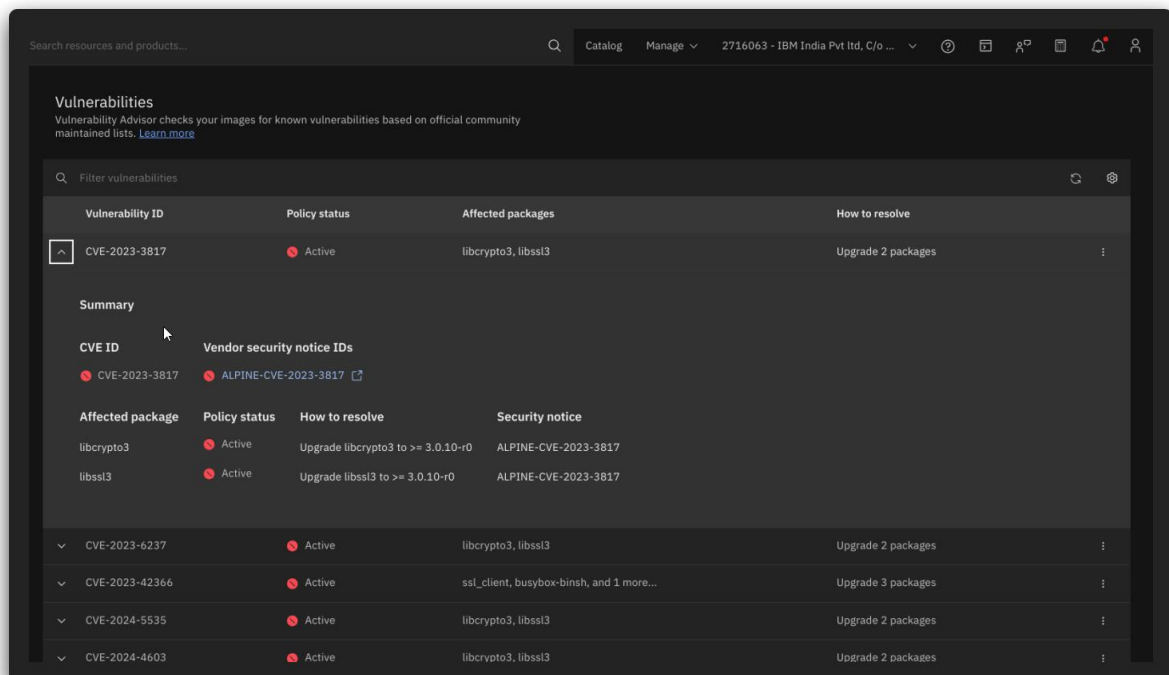 Search resources and products...
Catalog
Manage
2716063 - IBM India Pvt ltd, C/o ...
Vulnerabilities
Vulnerability Advisor checks your images for known vulnerabilities based on official community
maintained lists. Learn more
Filter vulnerabilities
Vulnerability ID Policy status Affected packages How to resolve
CVE-2023-3817 Active libcrypto3, libssl3 Upgrade 2 packages
Summary
CVE ID Vendor security notice IDs
CVE-2023-3817 ALPINE-CVE-2023-3817
Affected package Policy status How to resolve Security notice
libcrypto3 Active Upgrade libcrypto3 to >= 3.0.10-r0 ALPINE-CVE-2023-3817
libssl3 Active Upgrade libssl3 to >= 3.0.10-r0 ALPINE-CVE-2023-3817
CVE-2023-6237 Active libcrypto3, libssl3 Upgrade 2 packages
CVE-2023-42366 Active ssl_client, busybox-binsh, and 1 more... Upgrade 3 packages
CVE-2024-5535 Active libcrypto3, libssl3 Upgrade 2 packages
CVE-2024-4603 Active libcrypto3, libssl3 Upgrade 2 packages